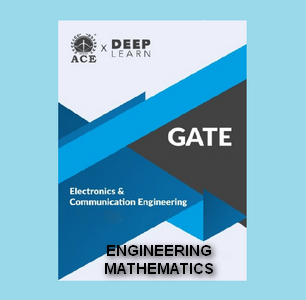 ACE x DEEP
LEARN
GATE
Electronics &
Communication Engineering
ENGINEERING
MATHEMATICS